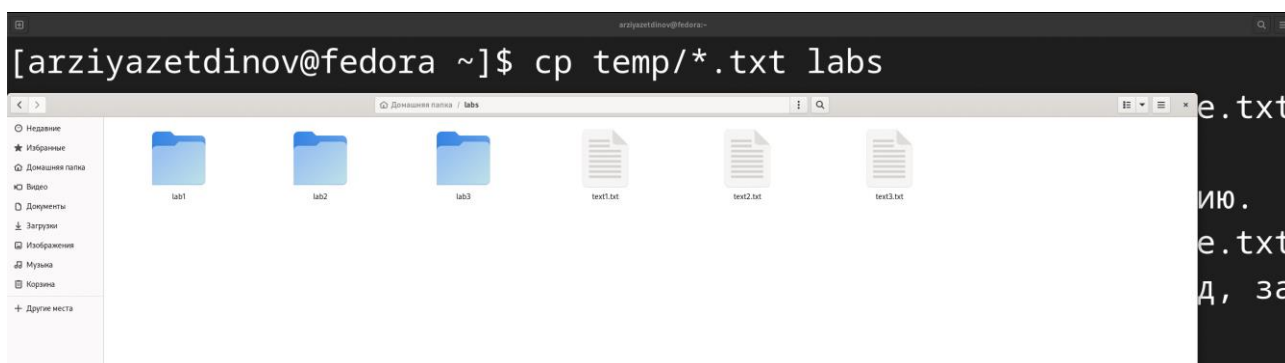 arziyazetdinov@fedora:~
[arziyazetdinov@fedora ~]$ cp temp/*.txt labs
Домашняя папка / labs
Недавние
Избранные
Домашняя папка
Видео
Документы
Загрузки
Изображения
Музыка
Корзина
+ Другие места
lab1 lab2 lab3 text1.txt text2.txt text3.txt
e.txt
ию.
e.txt
д, за